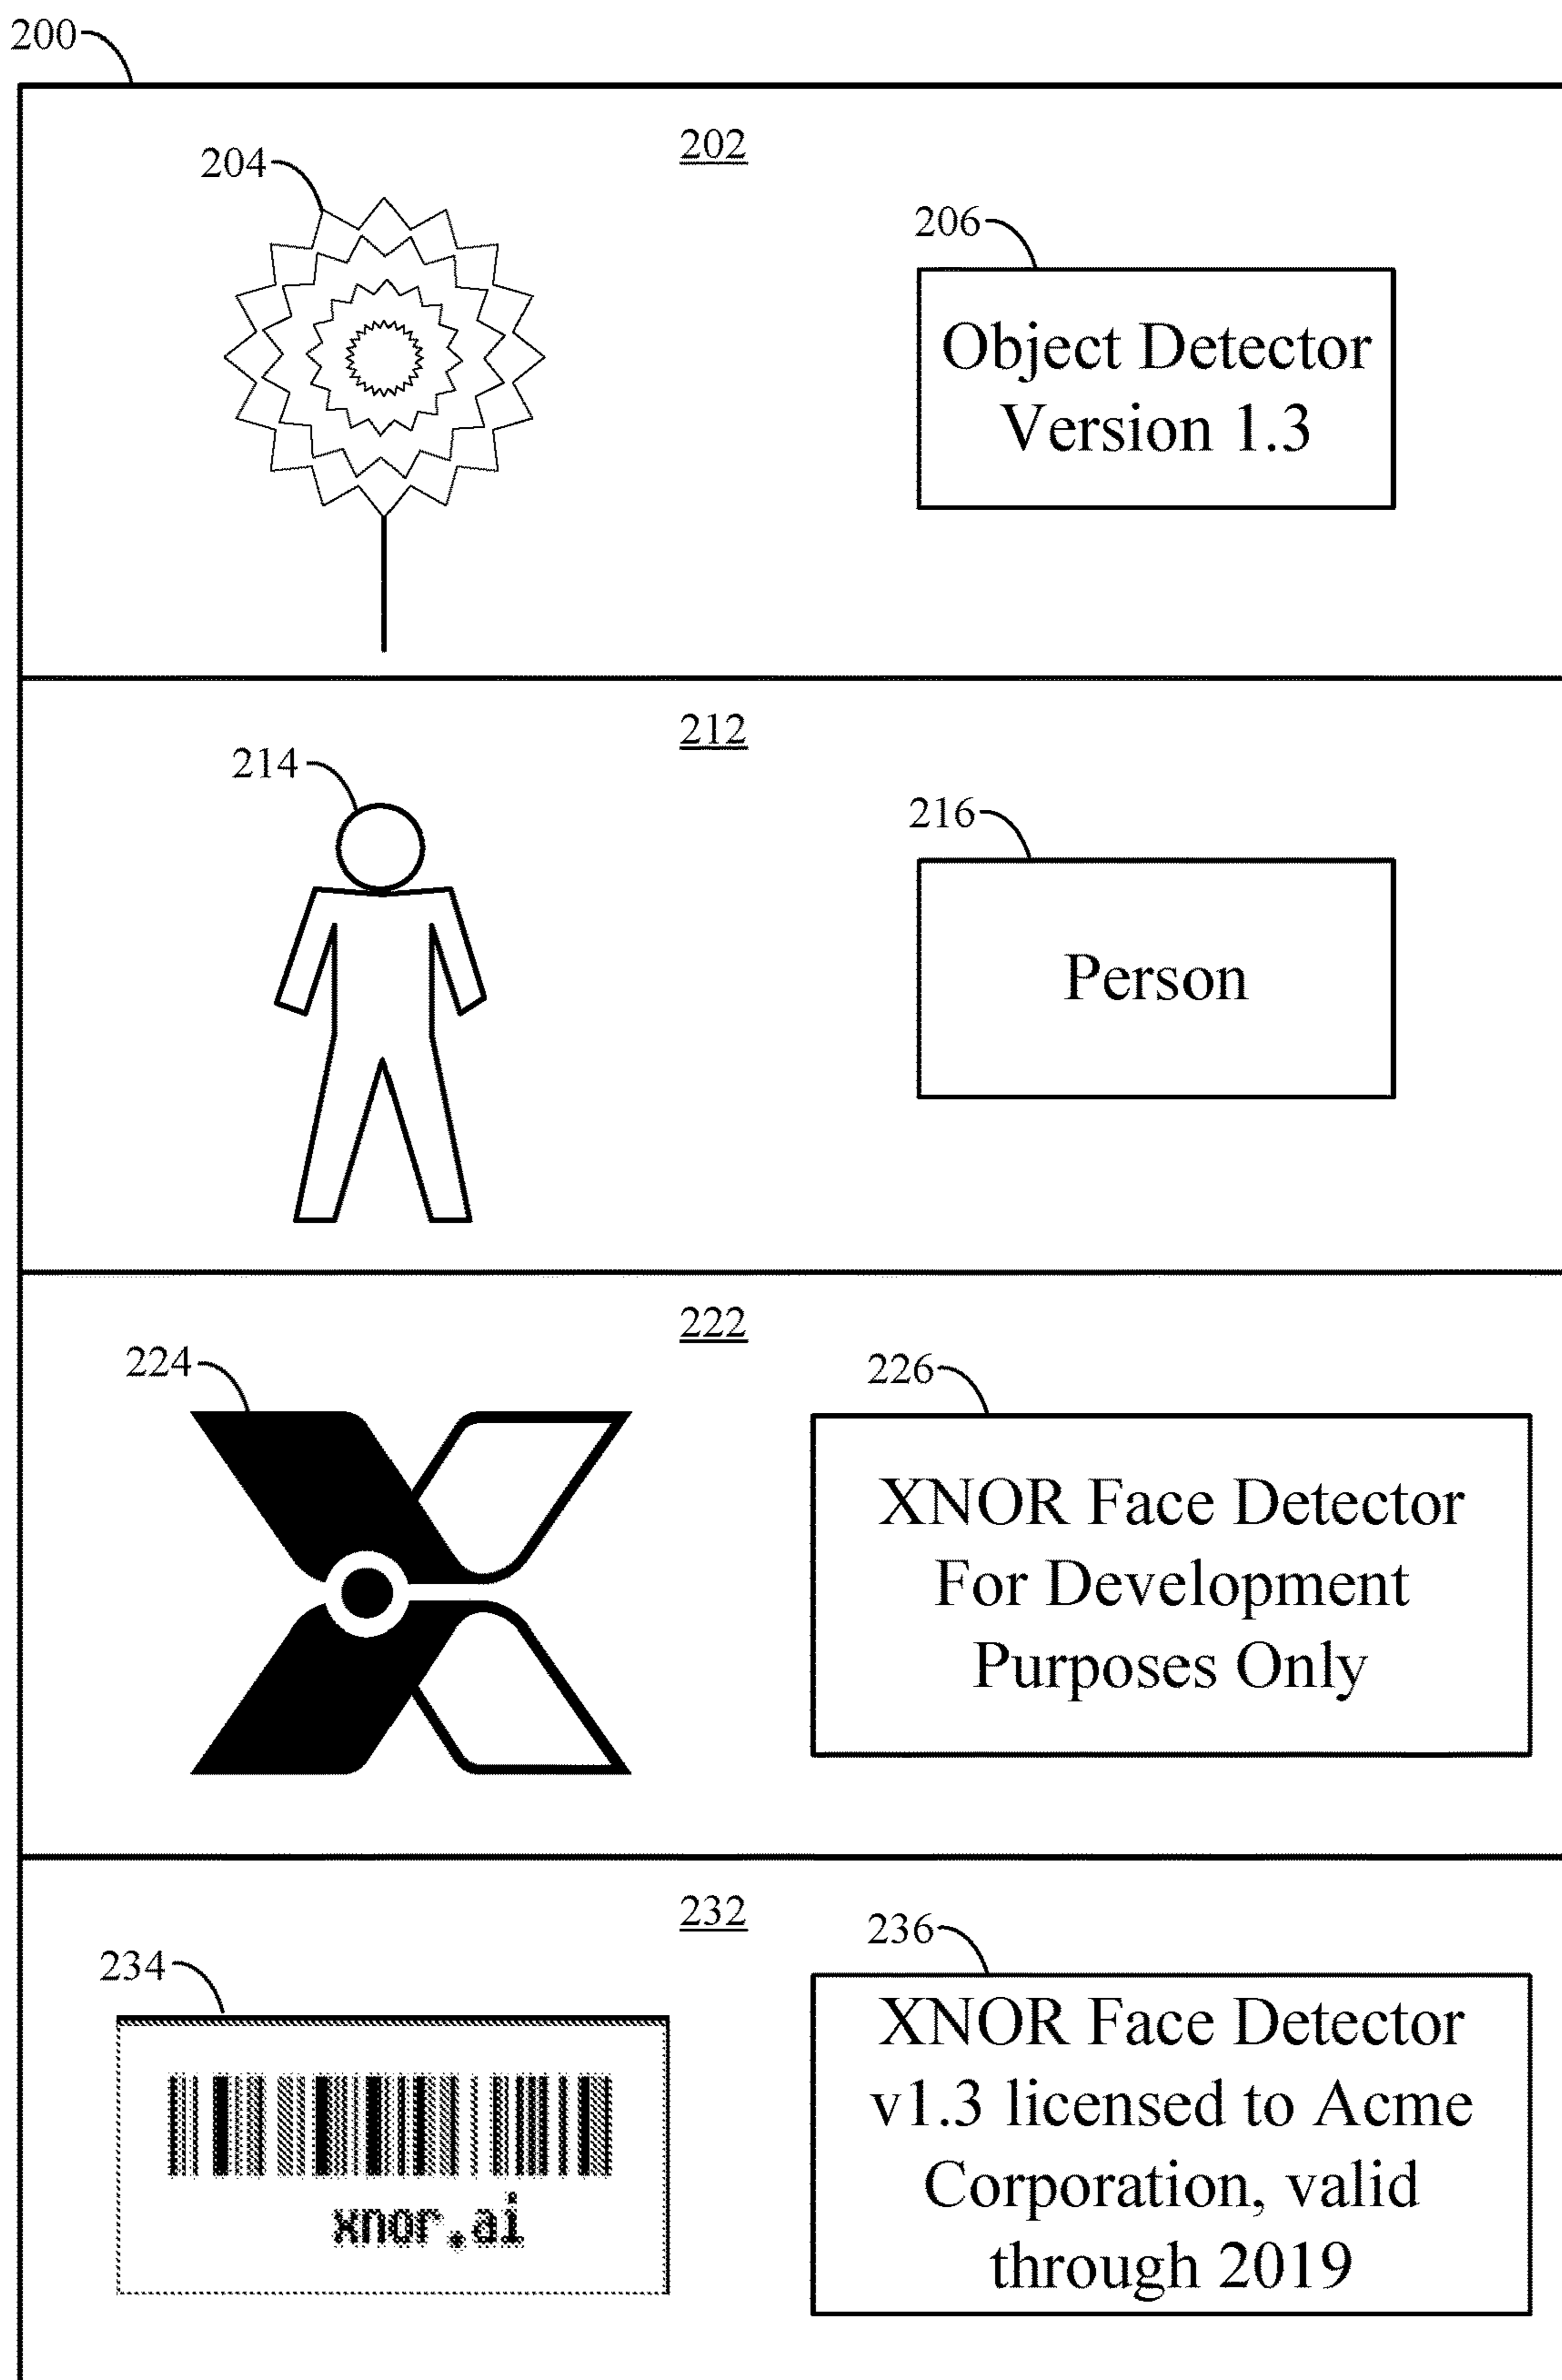 200
202
204
206
Object Detector
Version 1.3
212
214
216
Person
222
224
226
XNOR Face Detector
For Development
Purposes Only
232
234
xnor.ai
236
XNOR Face Detector
v1.3 licensed to Acme
Corporation, valid
through 2019